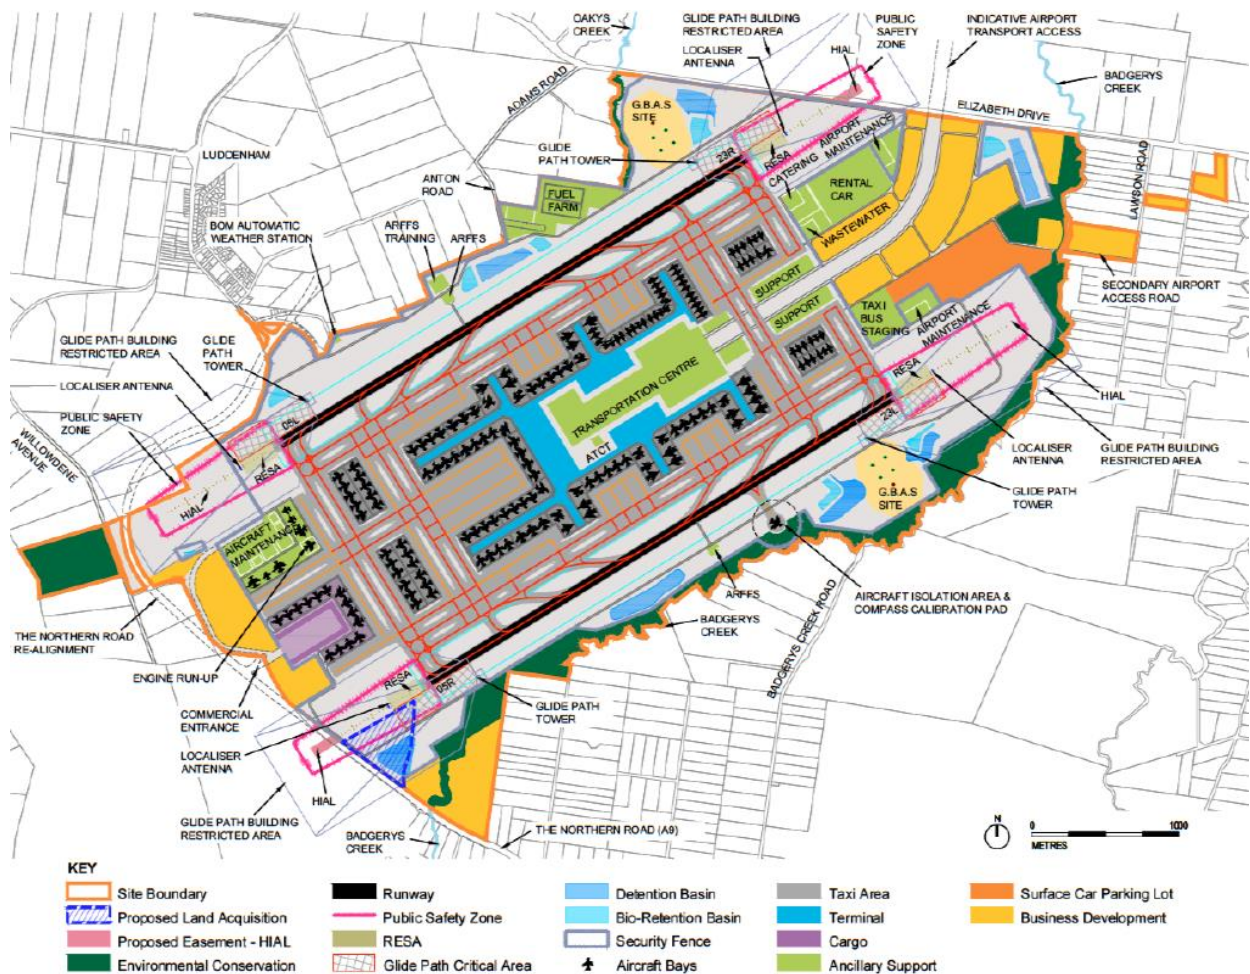 OAKYS
CREEK
GLIDE PATH BUILDING
RESTRICTED AREA
LOCALISER
ANTENNA
HIAL
PUBLIC
SAFETY
ZONE
INDICATIVE AIRPORT
TRANSPORT ACCESS
BADGERYS
CREEK
ADAMS ROAD
G.B.A.S
SITE
ELIZABETH DRIVE
LUDDENHAM
GLIDE
PATH TOWER
23R
RESA
CATERING
AIRPORT
MAINTENANCE
LAWSON ROAD
ANTON
ROAD
FUEL
FARM
RENTAL
CAR
BOM AUTOMATIC
WEATHER STATION
ARFFS
TRAINING
ARFFS
WASTEWATER
SECONDARY AIRPORT
ACCESS ROAD
SUPPORT
SUPPORT
TAXI
BUS
STAGING
AIRPORT
MAINTENANCE
GLIDE PATH BUILDING
RESTRICTED AREA
GLIDE
PATH
TOWER
TRANSPORTATION CENTRE
RESA
LOCALISER ANTENNA
HIAL
PUBLIC SAFETY
ZONE
05L
23L
WILLOWDENE
AVENUE
ATCT
GLIDE PATH BUILDING
RESTRICTED AREA
LOCALISER
ANTENNA
RESA
HIAL
G.B.A.S
SITE
GLIDE PATH
TOWER
AIRCRAFT
MAINTENANCE
ARFFS
AIRCRAFT ISOLATION AREA &
COMPASS CALIBRATION PAD
BADGERYS
CREEK
BADGERYS CREEK ROAD
THE NORTHERN ROAD
RE-ALIGNMENT
ENGINE RUN-UP
RESA
05R
GLIDE PATH
TOWER
COMMERCIAL
ENTRANCE
LOCALISER
ANTENNA
HIAL
GLIDE PATH BUILDING
RESTRICTED AREA
BADGERYS
CREEK
THE NORTHERN ROAD (A9)
N
0 1000
METRES
KEY
Site Boundary
Proposed Land Acquisition
Proposed Easement - HIAL
Environmental Conservation
Runway
Public Safety Zone
RESA
Glide Path Critical Area
Detention Basin
Bio-Retention Basin
Security Fence
Aircraft Bays
Taxi Area
Terminal
Cargo
Ancillary Support
Surface Car Parking Lot
Business Development